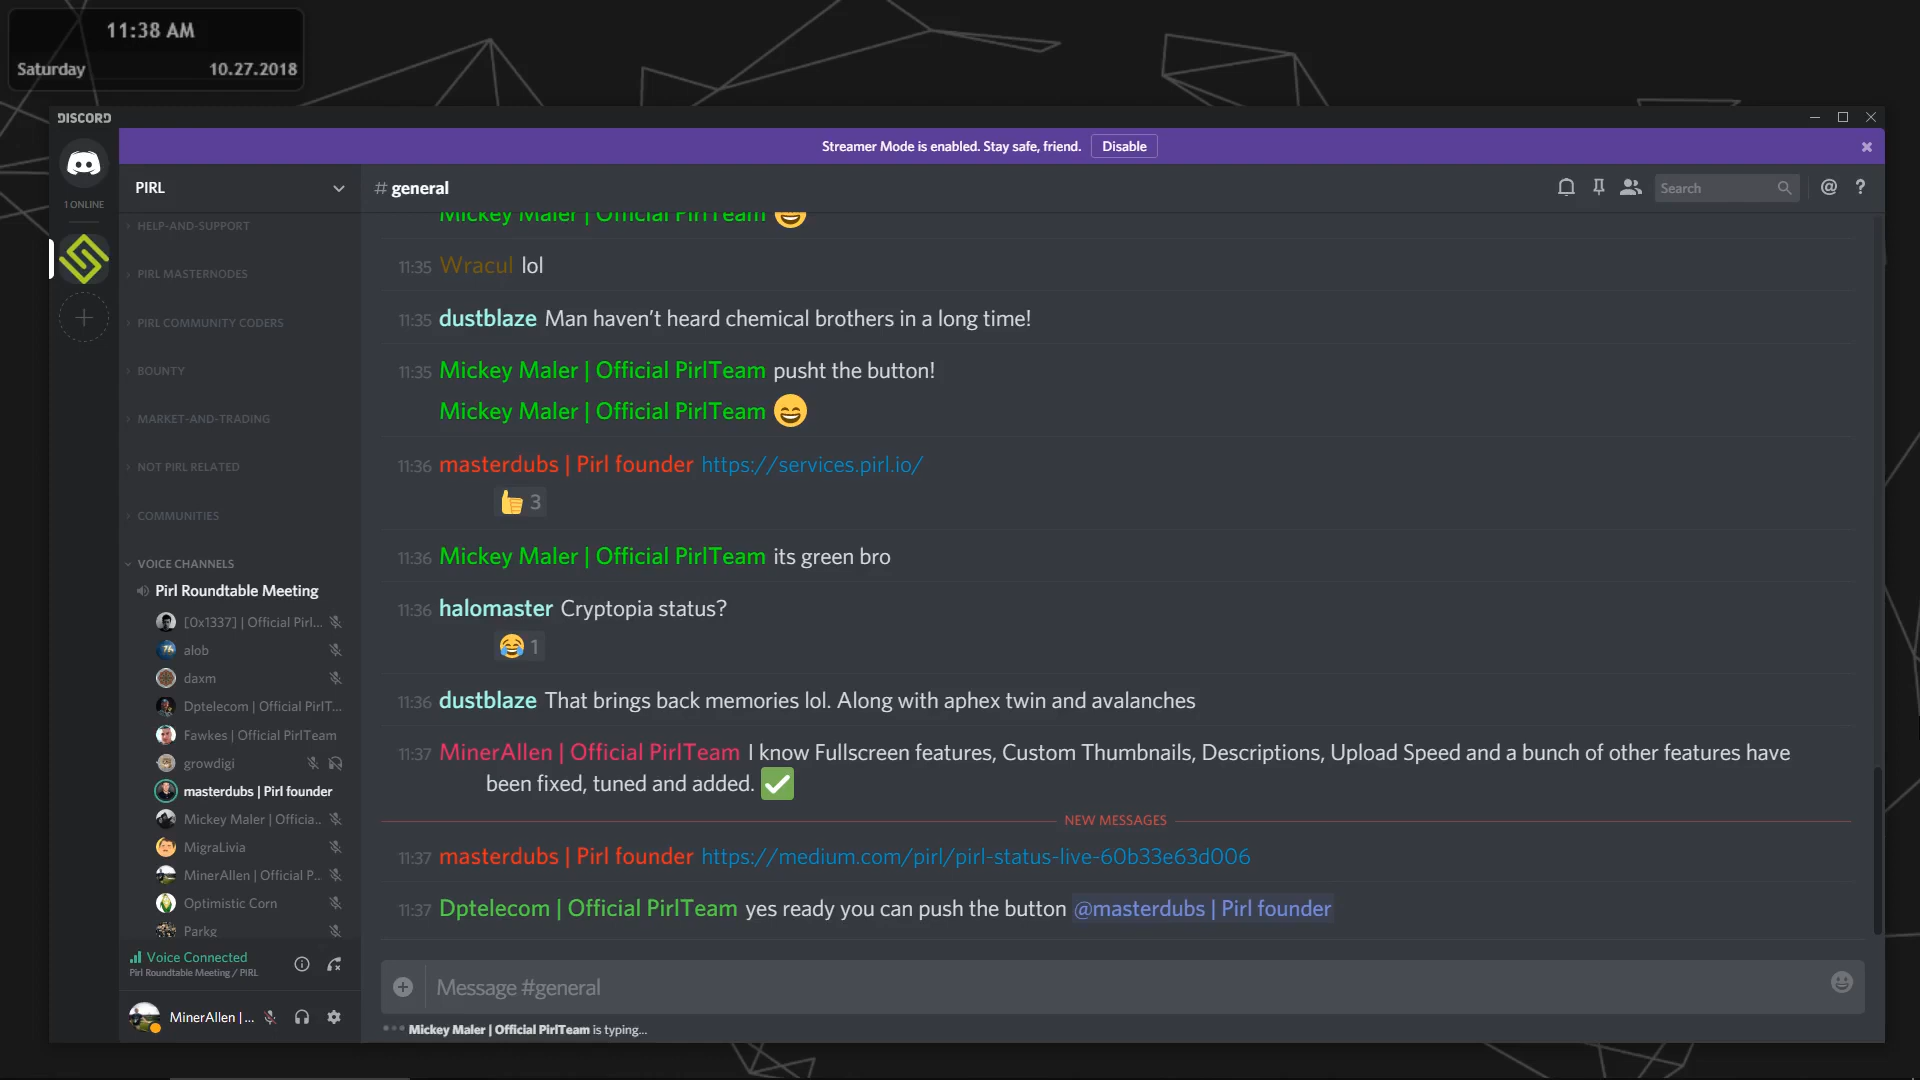 11:38 AM
Saturday 10.27.2018
DISCORD
Streamer Mode is enabled. Stay safe, friend. Disable
1 ONLINE
PIRL
# general
Search
HELP-AND-SUPPORT
PIRL MASTERNODES
PIRL COMMUNITY CODERS
BOUNTY
MARKET-AND-TRADING
NOT PIRL RELATED
COMMUNITIES
VOICE CHANNELS
Pirl Roundtable Meeting
[0x1337] | Official Pirl...
alob
daxm
Dptelecom | Official PirlT...
Fawkes | Official PirlTeam
growdigi
masterdubs | Pirl founder
Mickey Maler | Officia...
MigraLivia
MinerAllen | Official P...
Optimistic Corn
Parkg
Voice Connected
Pirl Roundtable Meeting / PIRL
MinerAllen |...
Mickey Maler | Official PirlTeam 😄
11:35 Wracul lol
11:35 dustblaze Man haven't heard chemical brothers in a long time!
11:35 Mickey Maler | Official PirlTeam pusht the button!
Mickey Maler | Official PirlTeam 😄
11:36 masterdubs | Pirl founder https://services.pirl.io/
👍 3
11:36 Mickey Maler | Official PirlTeam its green bro
11:36 halomaster Cryptopia status?
😂 1
11:36 dustblaze That brings back memories lol. Along with aphex twin and avalanches
11:37 MinerAllen | Official PirlTeam I know Fullscreen features, Custom Thumbnails, Descriptions, Upload Speed and a bunch of other features have
been fixed, tuned and added. ✅
NEW MESSAGES
11:37 masterdubs | Pirl founder https://medium.com/pirl/pirl-status-live-60b33e63d006
11:37 Dptelecom | Official PirlTeam yes ready you can push the button @masterdubs | Pirl founder
Message #general
Mickey Maler | Official PirlTeam is typing...